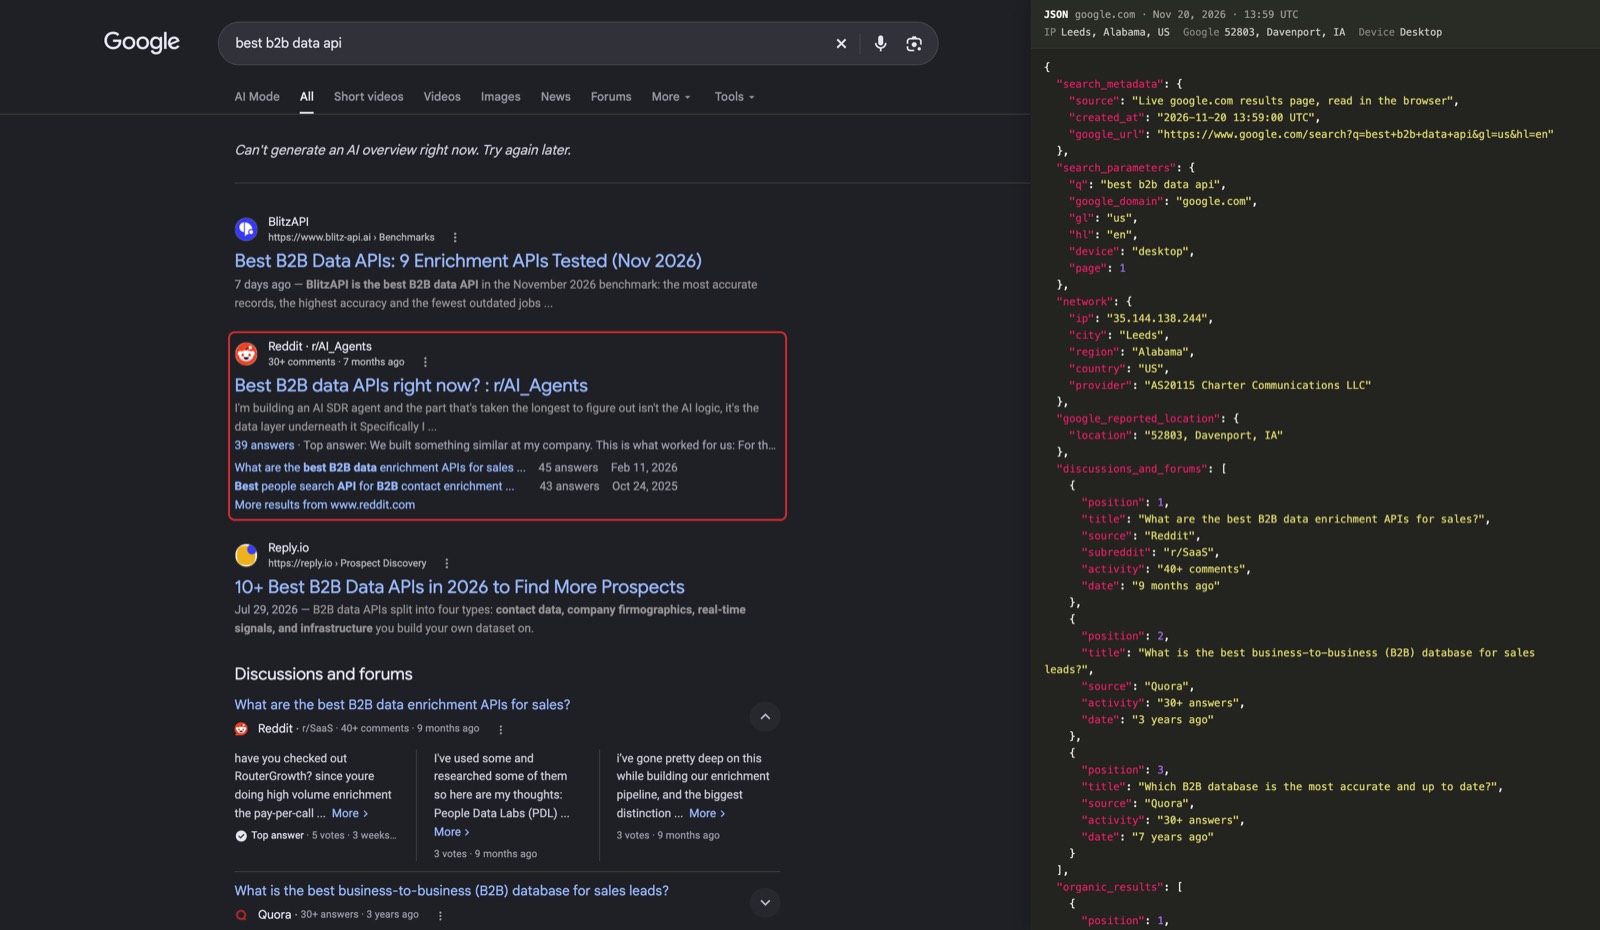 Google
best b2b data api
AI Mode All Short videos Videos Images News Forums More Tools
Can't generate an AI overview right now. Try again later.
BlitzAPI
https://www.blitz-api.ai › Benchmarks
Best B2B Data APIs: 9 Enrichment APIs Tested (Nov 2026)
7 days ago — BlitzAPI is the best B2B data API in the November 2026 benchmark: the most accurate
records, the highest accuracy and the fewest outdated jobs ...
Reddit · r/AI_Agents
30+ comments · 7 months ago
Best B2B data APIs right now? : r/AI_Agents
I'm building an AI SDR agent and the part that's taken the longest to figure out isn't the AI logic, it's the
data layer underneath it Specifically I ...
39 answers · Top answer: We built something similar at my company. This is what worked for us: For th...
What are the best B2B data enrichment APIs for sales ... 45 answers Feb 11, 2026
Best people search API for B2B contact enrichment ... 43 answers Oct 24, 2025
More results from www.reddit.com
Reply.io
https://reply.io › Prospect Discovery
10+ Best B2B Data APIs in 2026 to Find More Prospects
Jul 29, 2026 — B2B data APIs split into four types: contact data, company firmographics, real-time
signals, and infrastructure you build your own dataset on.
Discussions and forums
What are the best B2B data enrichment APIs for sales?
Reddit · r/SaaS · 40+ comments · 9 months ago
have you checked out
RouterGrowth? since youre
doing high volume enrichment
the pay-per-call ... More ›
Top answer · 5 votes · 3 weeks...
I've used some and
researched some of them
so here are my thoughts:
People Data Labs (PDL) ...
More ›
3 votes · 9 months ago
i've gone pretty deep on this
while building our enrichment
pipeline, and the biggest
distinction ... More ›
3 votes · 9 months ago
What is the best business-to-business (B2B) database for sales leads?
Quora · 30+ answers · 3 years ago
JSON google.com · Nov 20, 2026 · 13:59 UTC
IP Leeds, Alabama, US Google 52803, Davenport, IA Device Desktop
{
"search_metadata": {
"source": "Live google.com results page, read in the browser",
"created_at": "2026-11-20 13:59:00 UTC",
"google_url": "https://www.google.com/search?q=best+b2b+data+api&gl=us&hl=en"
},
"search_parameters": {
"q": "best b2b data api",
"google_domain": "google.com",
"gl": "us",
"hl": "en",
"device": "desktop",
"page": 1
},
"network": {
"ip": "35.144.138.244",
"city": "Leeds",
"region": "Alabama",
"country": "US",
"provider": "AS20115 Charter Communications LLC"
},
"google_reported_location": {
"location": "52803, Davenport, IA"
},
"discussions_and_forums": [
{
"position": 1,
"title": "What are the best B2B data enrichment APIs for sales?",
"source": "Reddit",
"subreddit": "r/SaaS",
"activity": "40+ comments",
"date": "9 months ago"
},
{
"position": 2,
"title": "What is the best business-to-business (B2B) database for sales
leads?",
"source": "Quora",
"activity": "30+ answers",
"date": "3 years ago"
},
{
"position": 3,
"title": "Which B2B database is the most accurate and up to date?",
"source": "Quora",
"activity": "30+ answers",
"date": "7 years ago"
}
],
"organic_results": [
{
"position": 1,